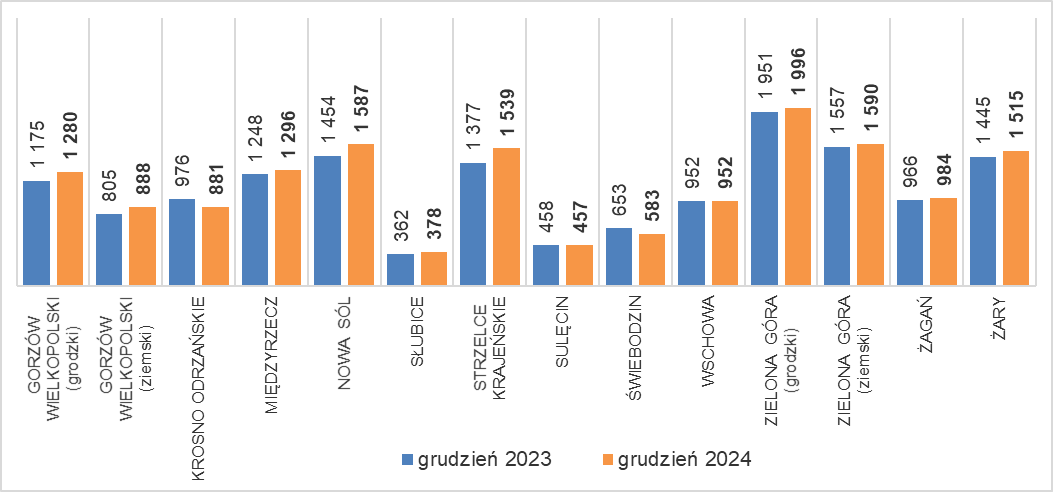 1 175
1 280
805
888
976
881
1 248
1 296
1 454
1 587
362
378
1 377
1 539
458
457
653
583
952
952
1 951
1 996
1 557
1 590
966
984
1 445
1 515
GORZÓW
WIELKOPOLSKI
(grodzki)
GORZÓW
WIELKOPOLSKI
(ziemski)
KROSNO ODRZAŃSKIE
MIĘDZYRZECZ
NOWA SÓL
SŁUBICE
STRZELCE
KRAJEŃSKIE
SULĘCIN
ŚWIEBODZIN
WSCHOWA
ZIELONA GÓRA
(grodzki)
ZIELONA GÓRA
(ziemski)
ŻAGAŃ
ŻARY
grudzień 2023
grudzień 2024